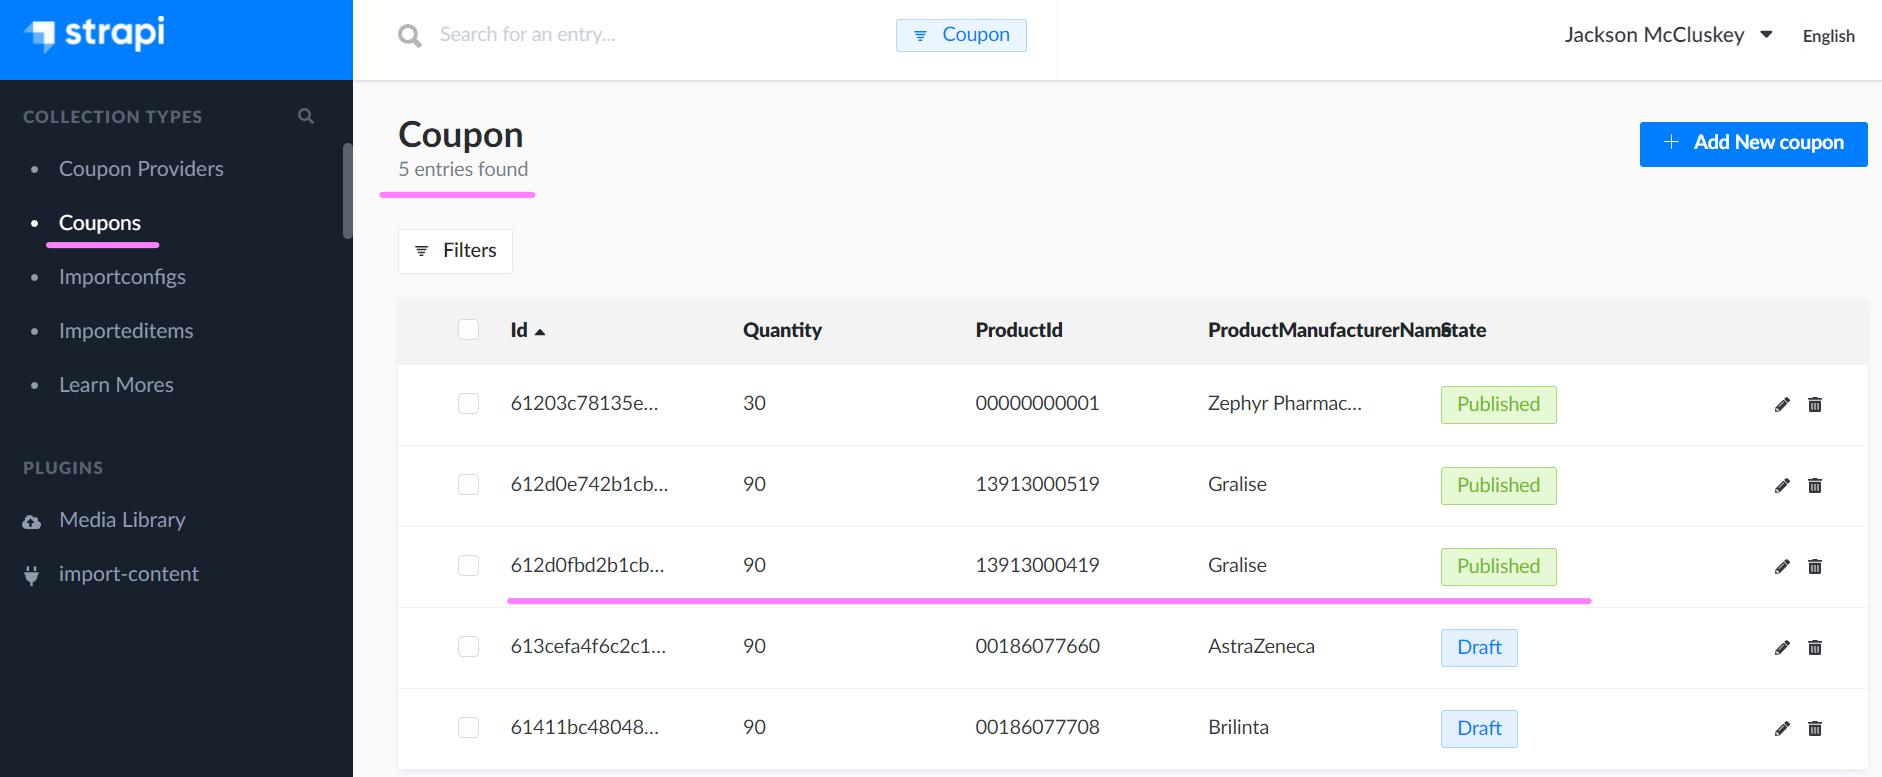 strapi
Search for an entry...
Coupon
Jackson McCluskey
English
COLLECTION TYPES
Coupon Providers
Coupons
Importconfigs
Importeditems
Learn Mores
PLUGINS
Media Library
import-content
Coupon
5 entries found
Add New coupon
Filters
Id Quantity ProductId ProductManufacturerName State
61203c78135e... 30 00000000001 Zephyr Pharmac... Published
612d0e742b1cb... 90 13913000519 Gralise Published
612d0fbd2b1cb... 90 13913000419 Gralise Published
613cefa4f6c2c1... 90 00186077660 AstraZeneca Draft
61411bc48048... 90 00186077708 Brilinta Draft